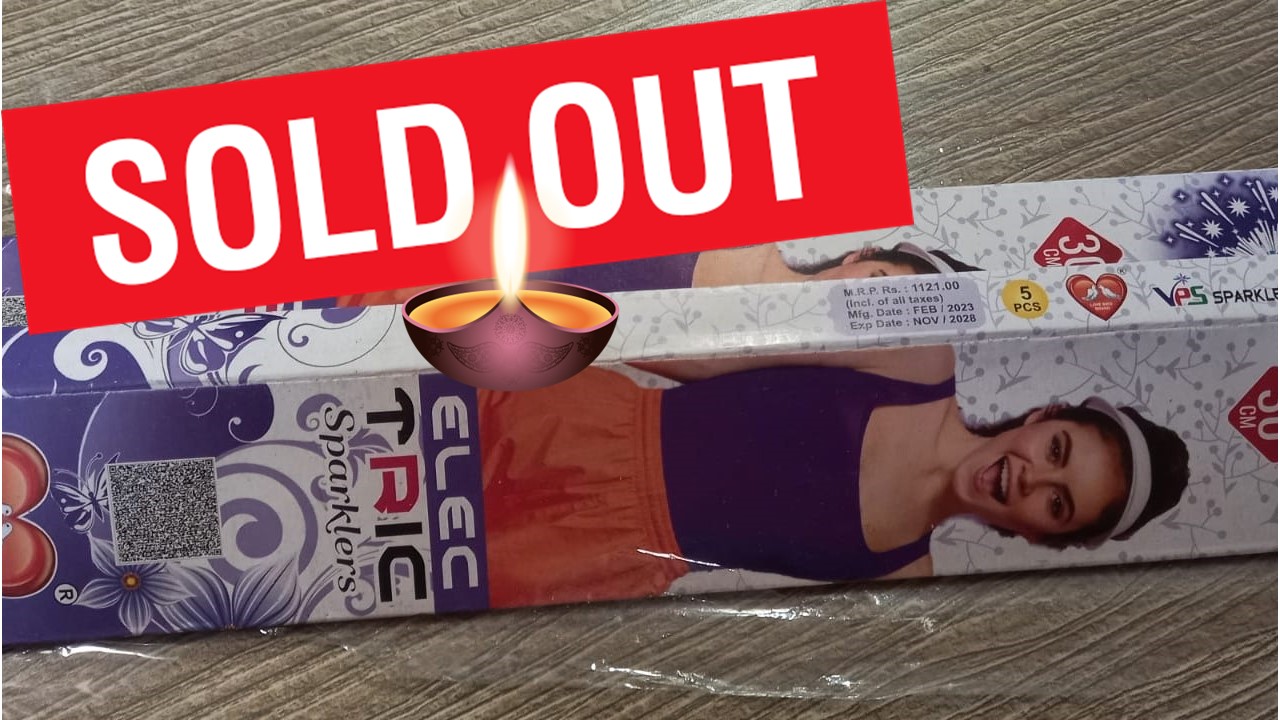 SOLD OUT
30
CM
M.R.P. Rs. : 1121.00
(Incl. of all taxes)
Mfg. Date : FEB / 2023
Exp Date : NOV / 2028
5
PCS
®
VPS SPARKLE
30
CM
ELEC
TRIC
Sparklers
®